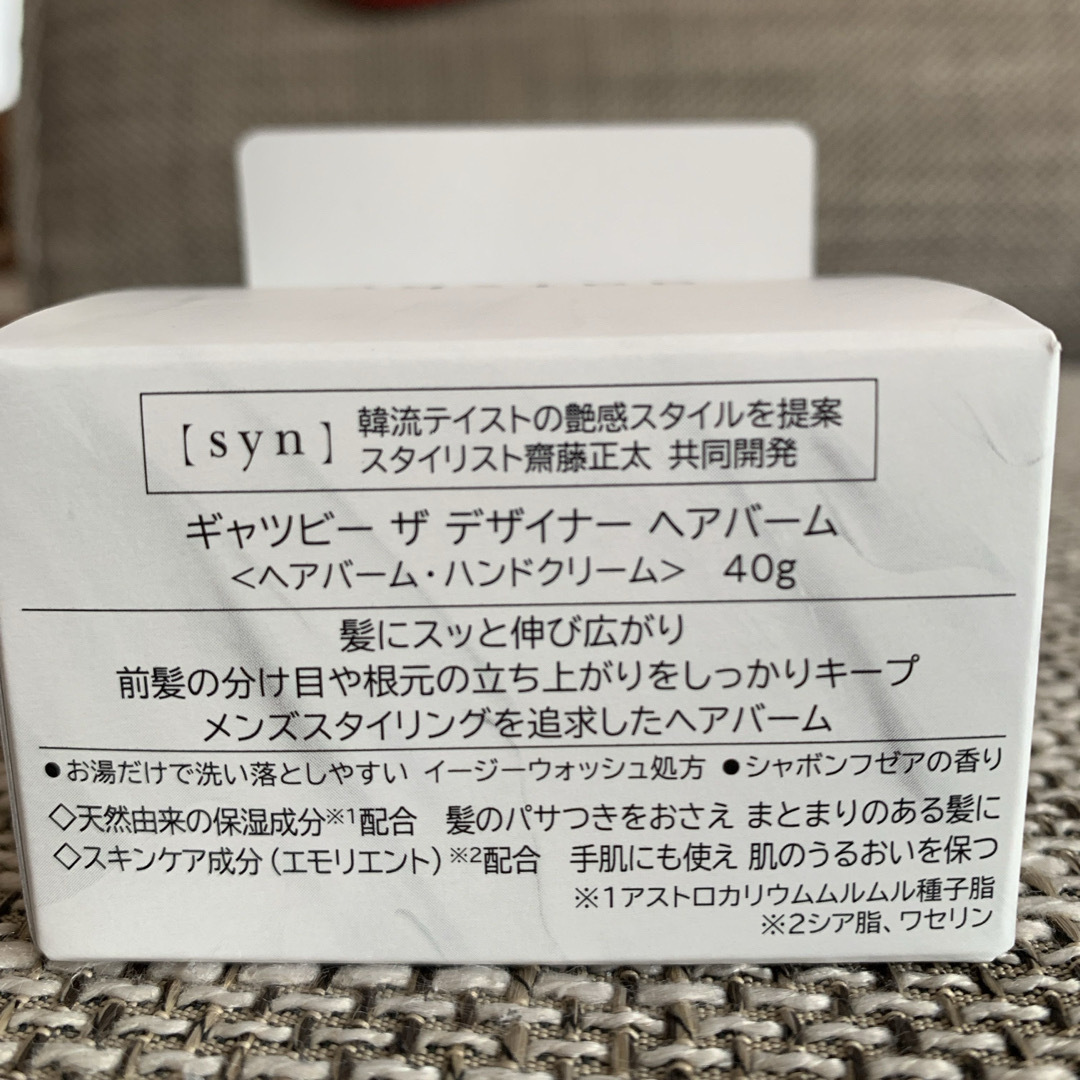 【syn】
韓流テイストの艶感スタイルを提案
スタイリスト齋藤正太 共同開発
ギャツビー ザ デザイナー ヘアバーム
<ヘアバーム・ハンドクリーム> 40g
髪にスッと伸び広がり
前髪の分け目や根元の立ち上がりをしっかりキープ
メンズスタイリングを追求したヘアバーム
●お湯だけで洗い落としやすい イージーウォッシュ処方 ●シャボンフゼアの香り
◇天然由来の保湿成分※1配合 髪のパサつきをおさえ まとまりのある髪に
◇スキンケア成分(エモリエント)※2配合 手肌にも使え 肌のうるおいを保つ
※1アストロカリウムムルムル種子脂
※2シア脂、ワセリン